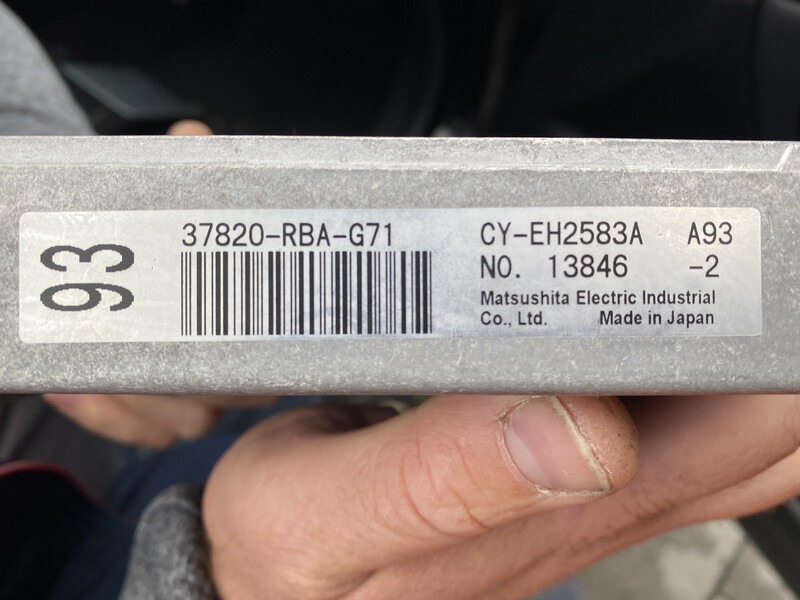 93
37820-RBA-G71
CY-EH2583A A93
NO. 13846 -2
Matsushita Electric Industrial
Co., Ltd. Made in Japan